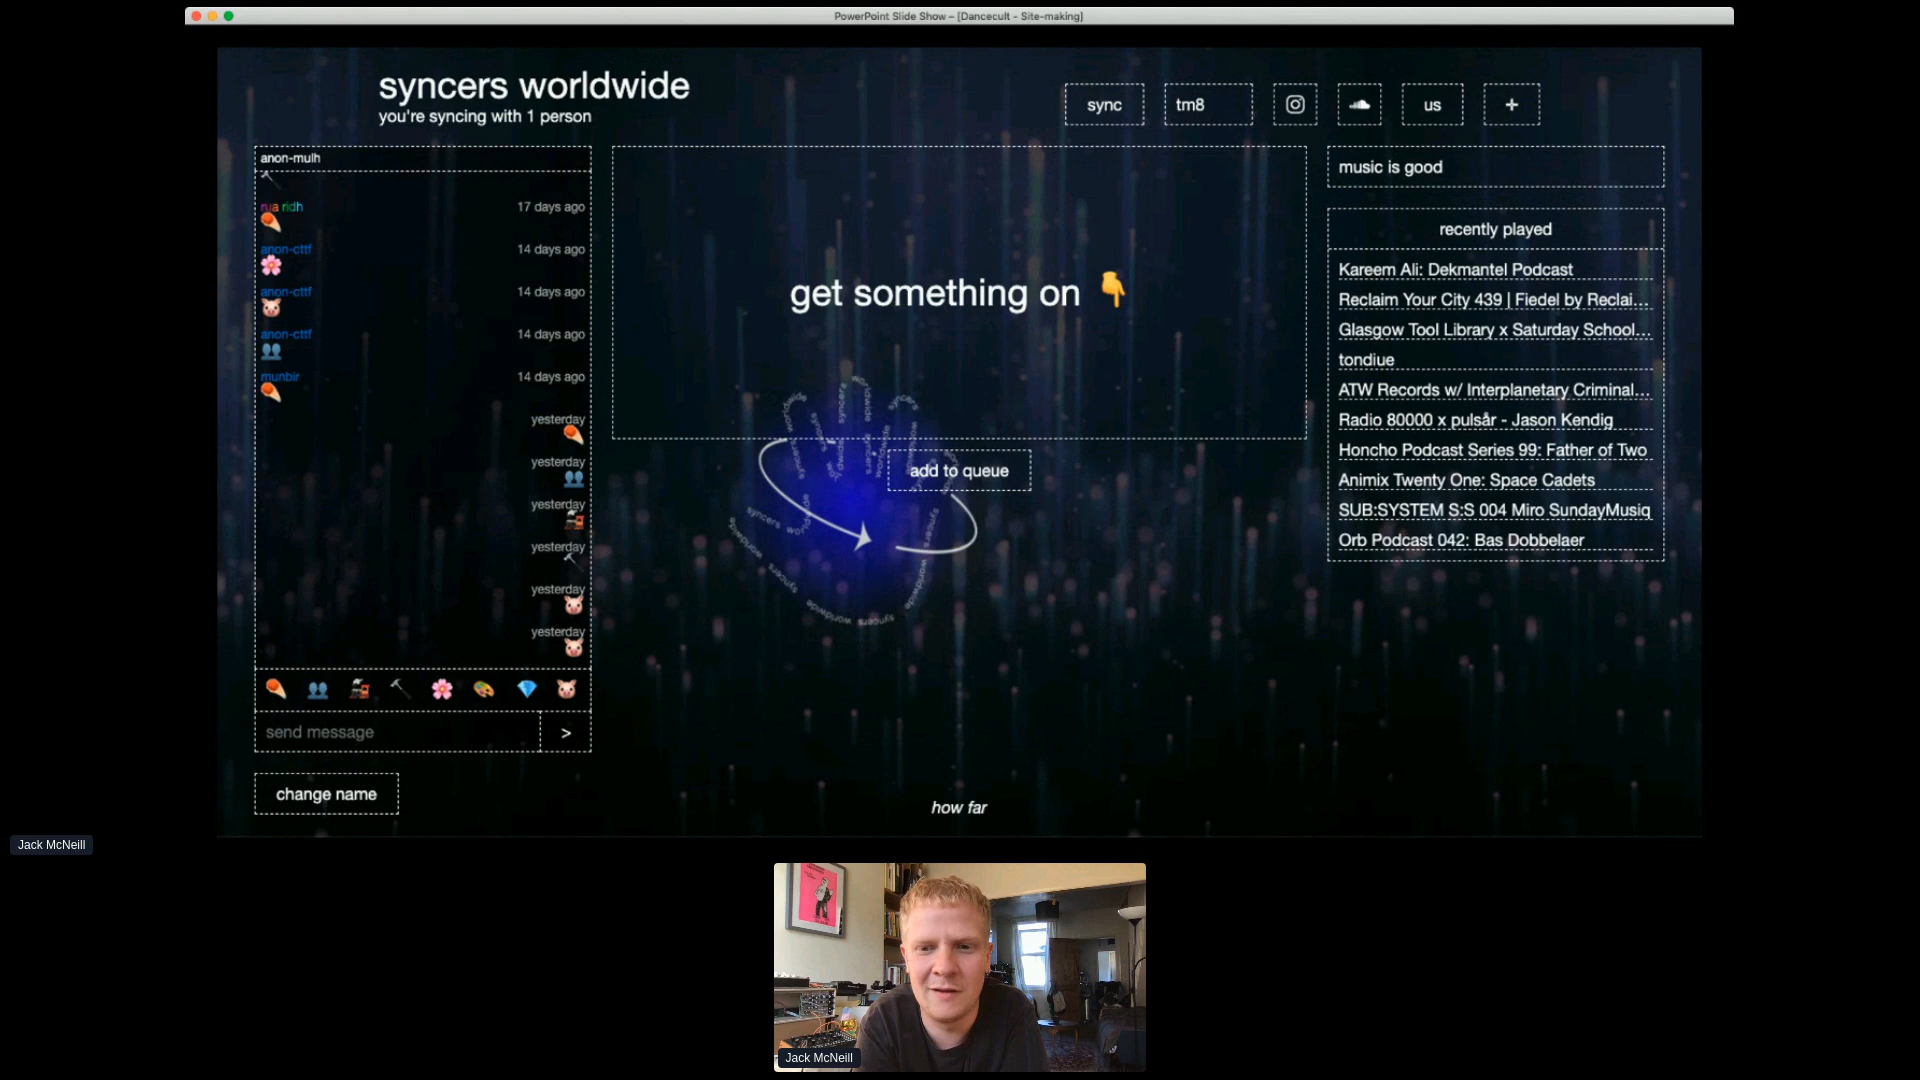 PowerPoint Slide Show – [Dancecult - Site-making]
syncers worldwide
you're syncing with 1 person
sync
tm8
us
+
anon-mulh
rua ridh
17 days ago
anon-cttf
14 days ago
anon-cttf
14 days ago
anon-cttf
14 days ago
munbir
14 days ago
yesterday
yesterday
yesterday
yesterday
yesterday
yesterday
send message
>
change name
get something on
add to queue
syncers worldwide
how far
music is good
recently played
Kareem Ali: Dekmantel Podcast
Reclaim Your City 439 | Fiedel by Reclai...
Glasgow Tool Library x Saturday School...
tondiue
ATW Records w/ Interplanetary Criminal...
Radio 80000 x pulsår - Jason Kendig
Honcho Podcast Series 99: Father of Two
Animix Twenty One: Space Cadets
SUB:SYSTEM S:S 004 Miro SundayMusiq
Orb Podcast 042: Bas Dobbelaer
Jack McNeill
Jack McNeill